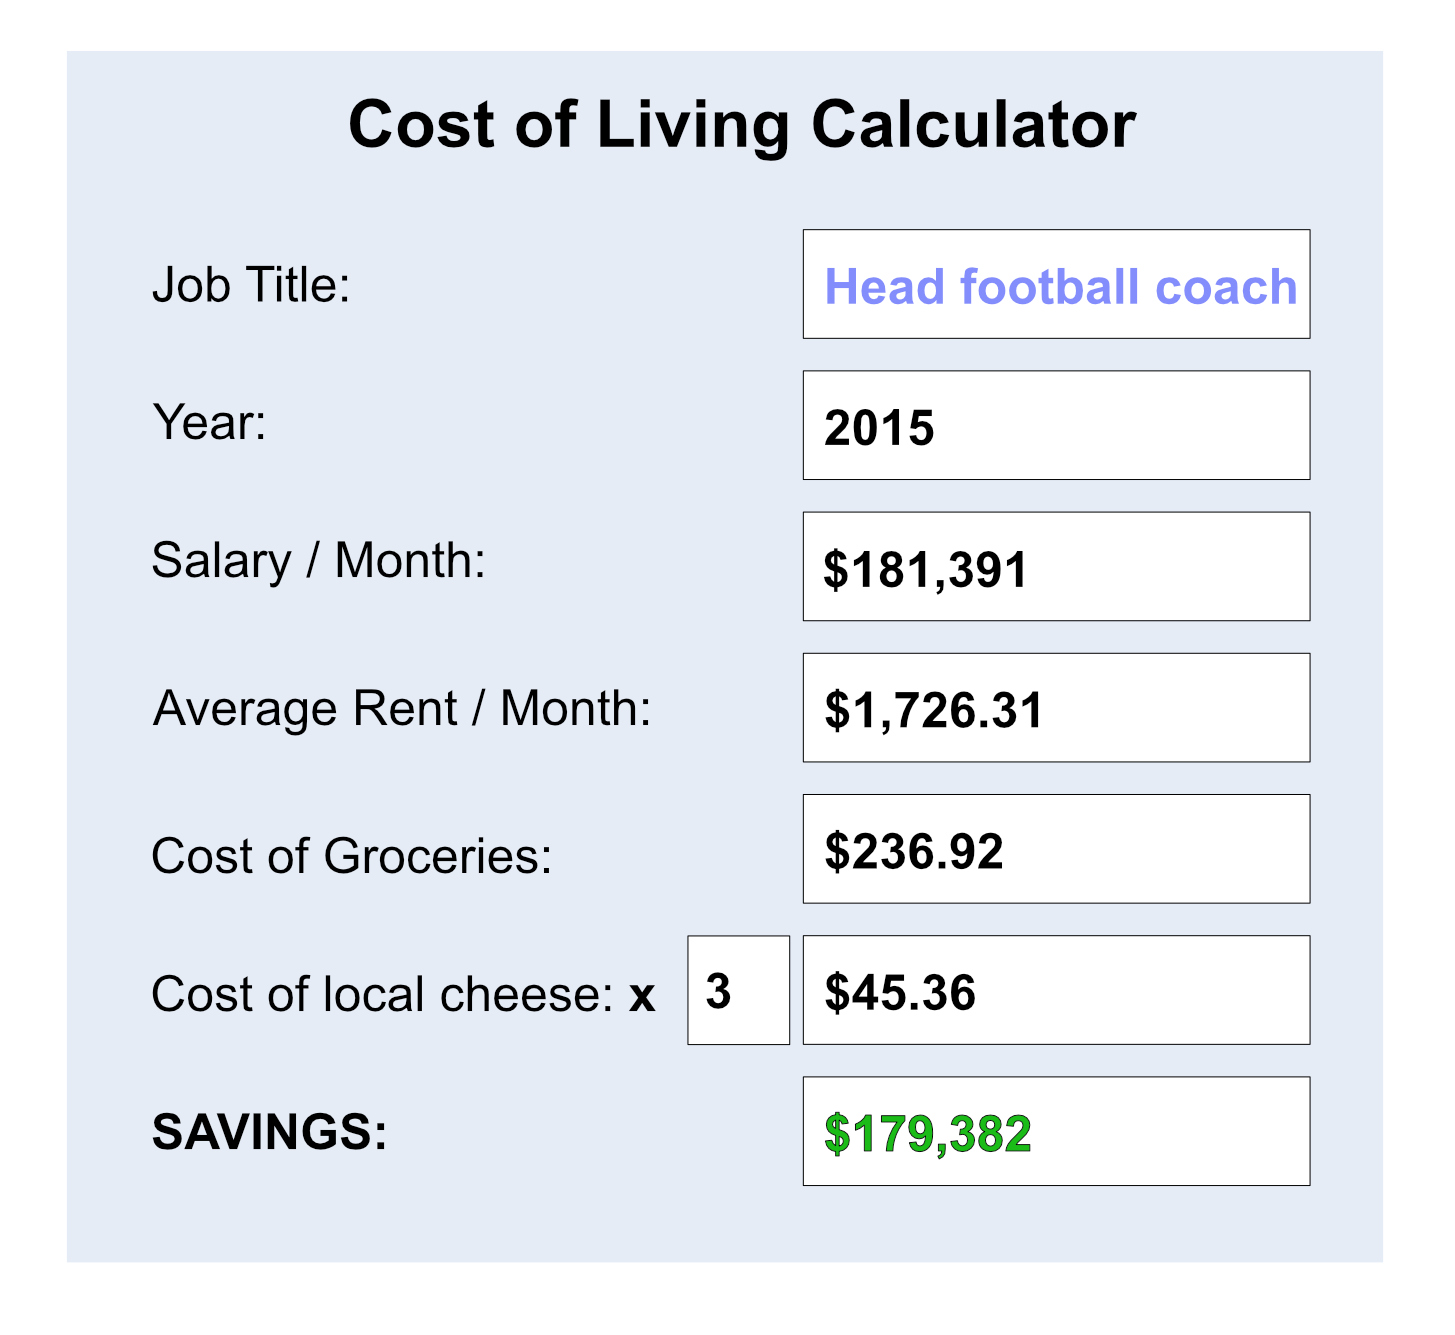 Cost of Living Calculator
Job Title: Head football coach
Year: 2015
Salary / Month: $181,391
Average Rent / Month: $1,726.31
Cost of Groceries: $236.92
Cost of local cheese: x 3 $45.36
SAVINGS: $179,382